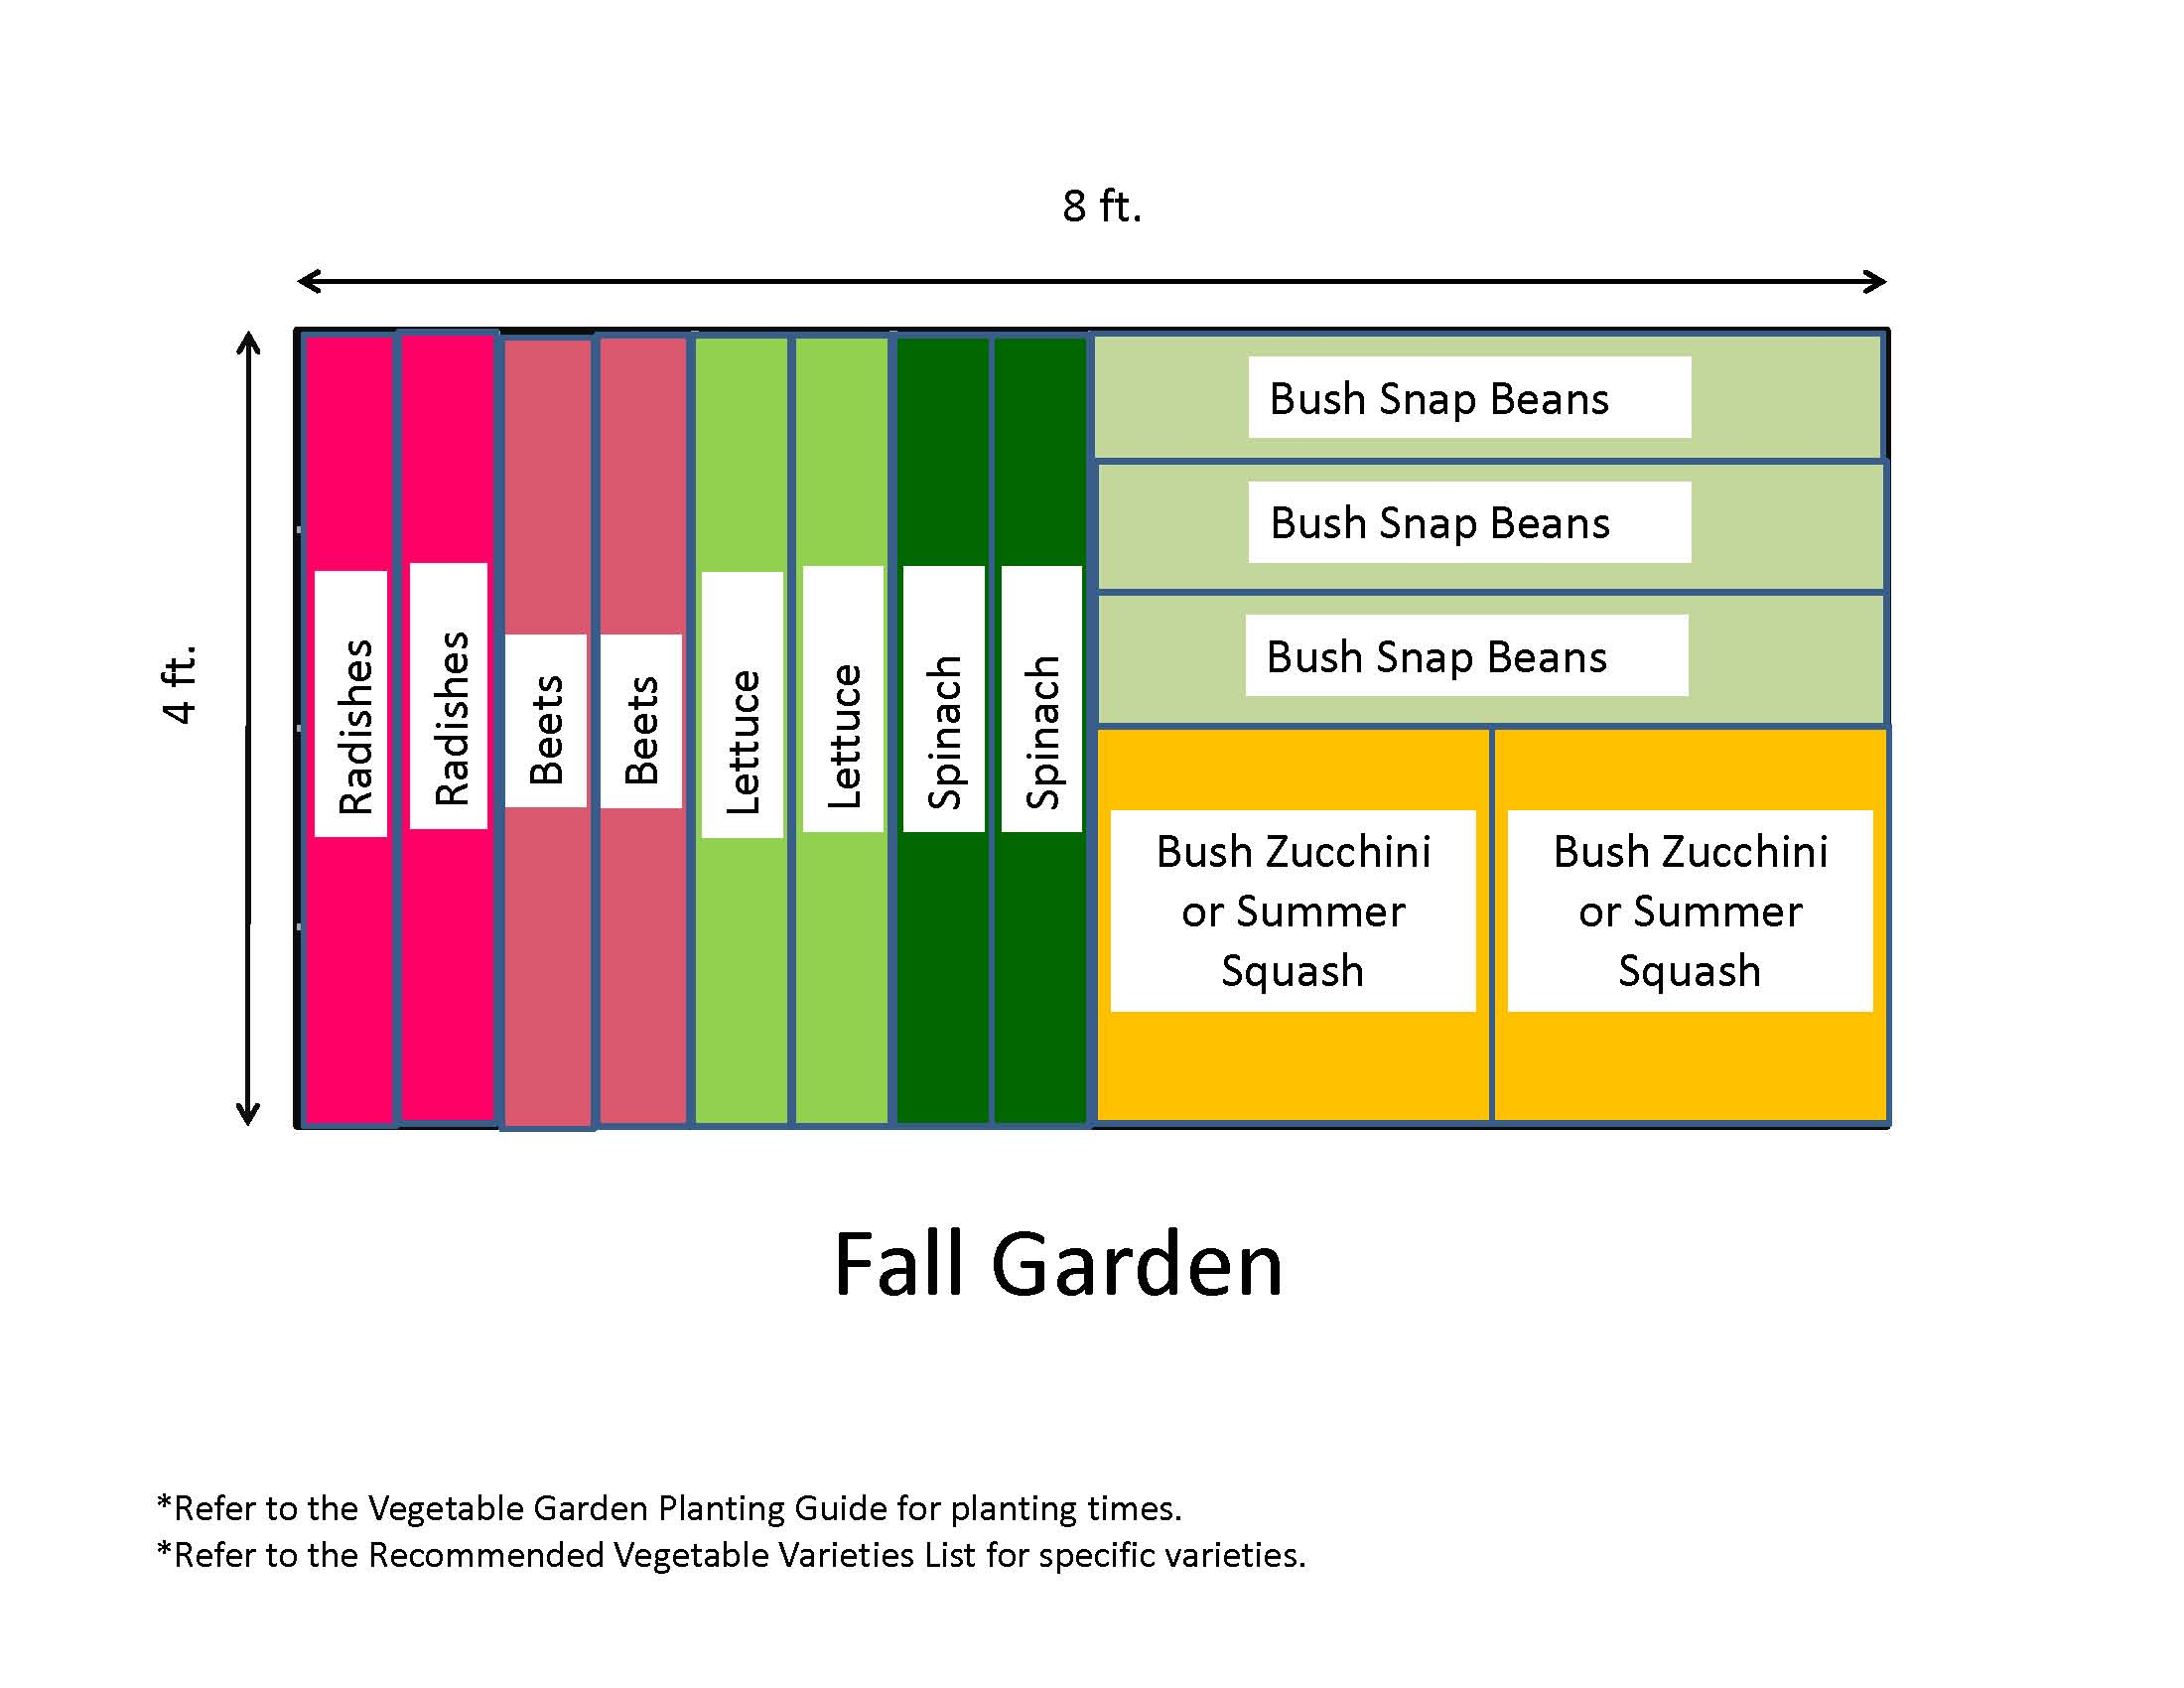 8 ft.
4 ft.
Radishes
Radishes
Beets
Beets
Lettuce
Lettuce
Spinach
Spinach
Bush Snap Beans
Bush Snap Beans
Bush Snap Beans
Bush Zucchini
or Summer
Squash
Bush Zucchini
or Summer
Squash
Fall Garden
*Refer to the Vegetable Garden Planting Guide for planting times.
*Refer to the Recommended Vegetable Varieties List for specific varieties.